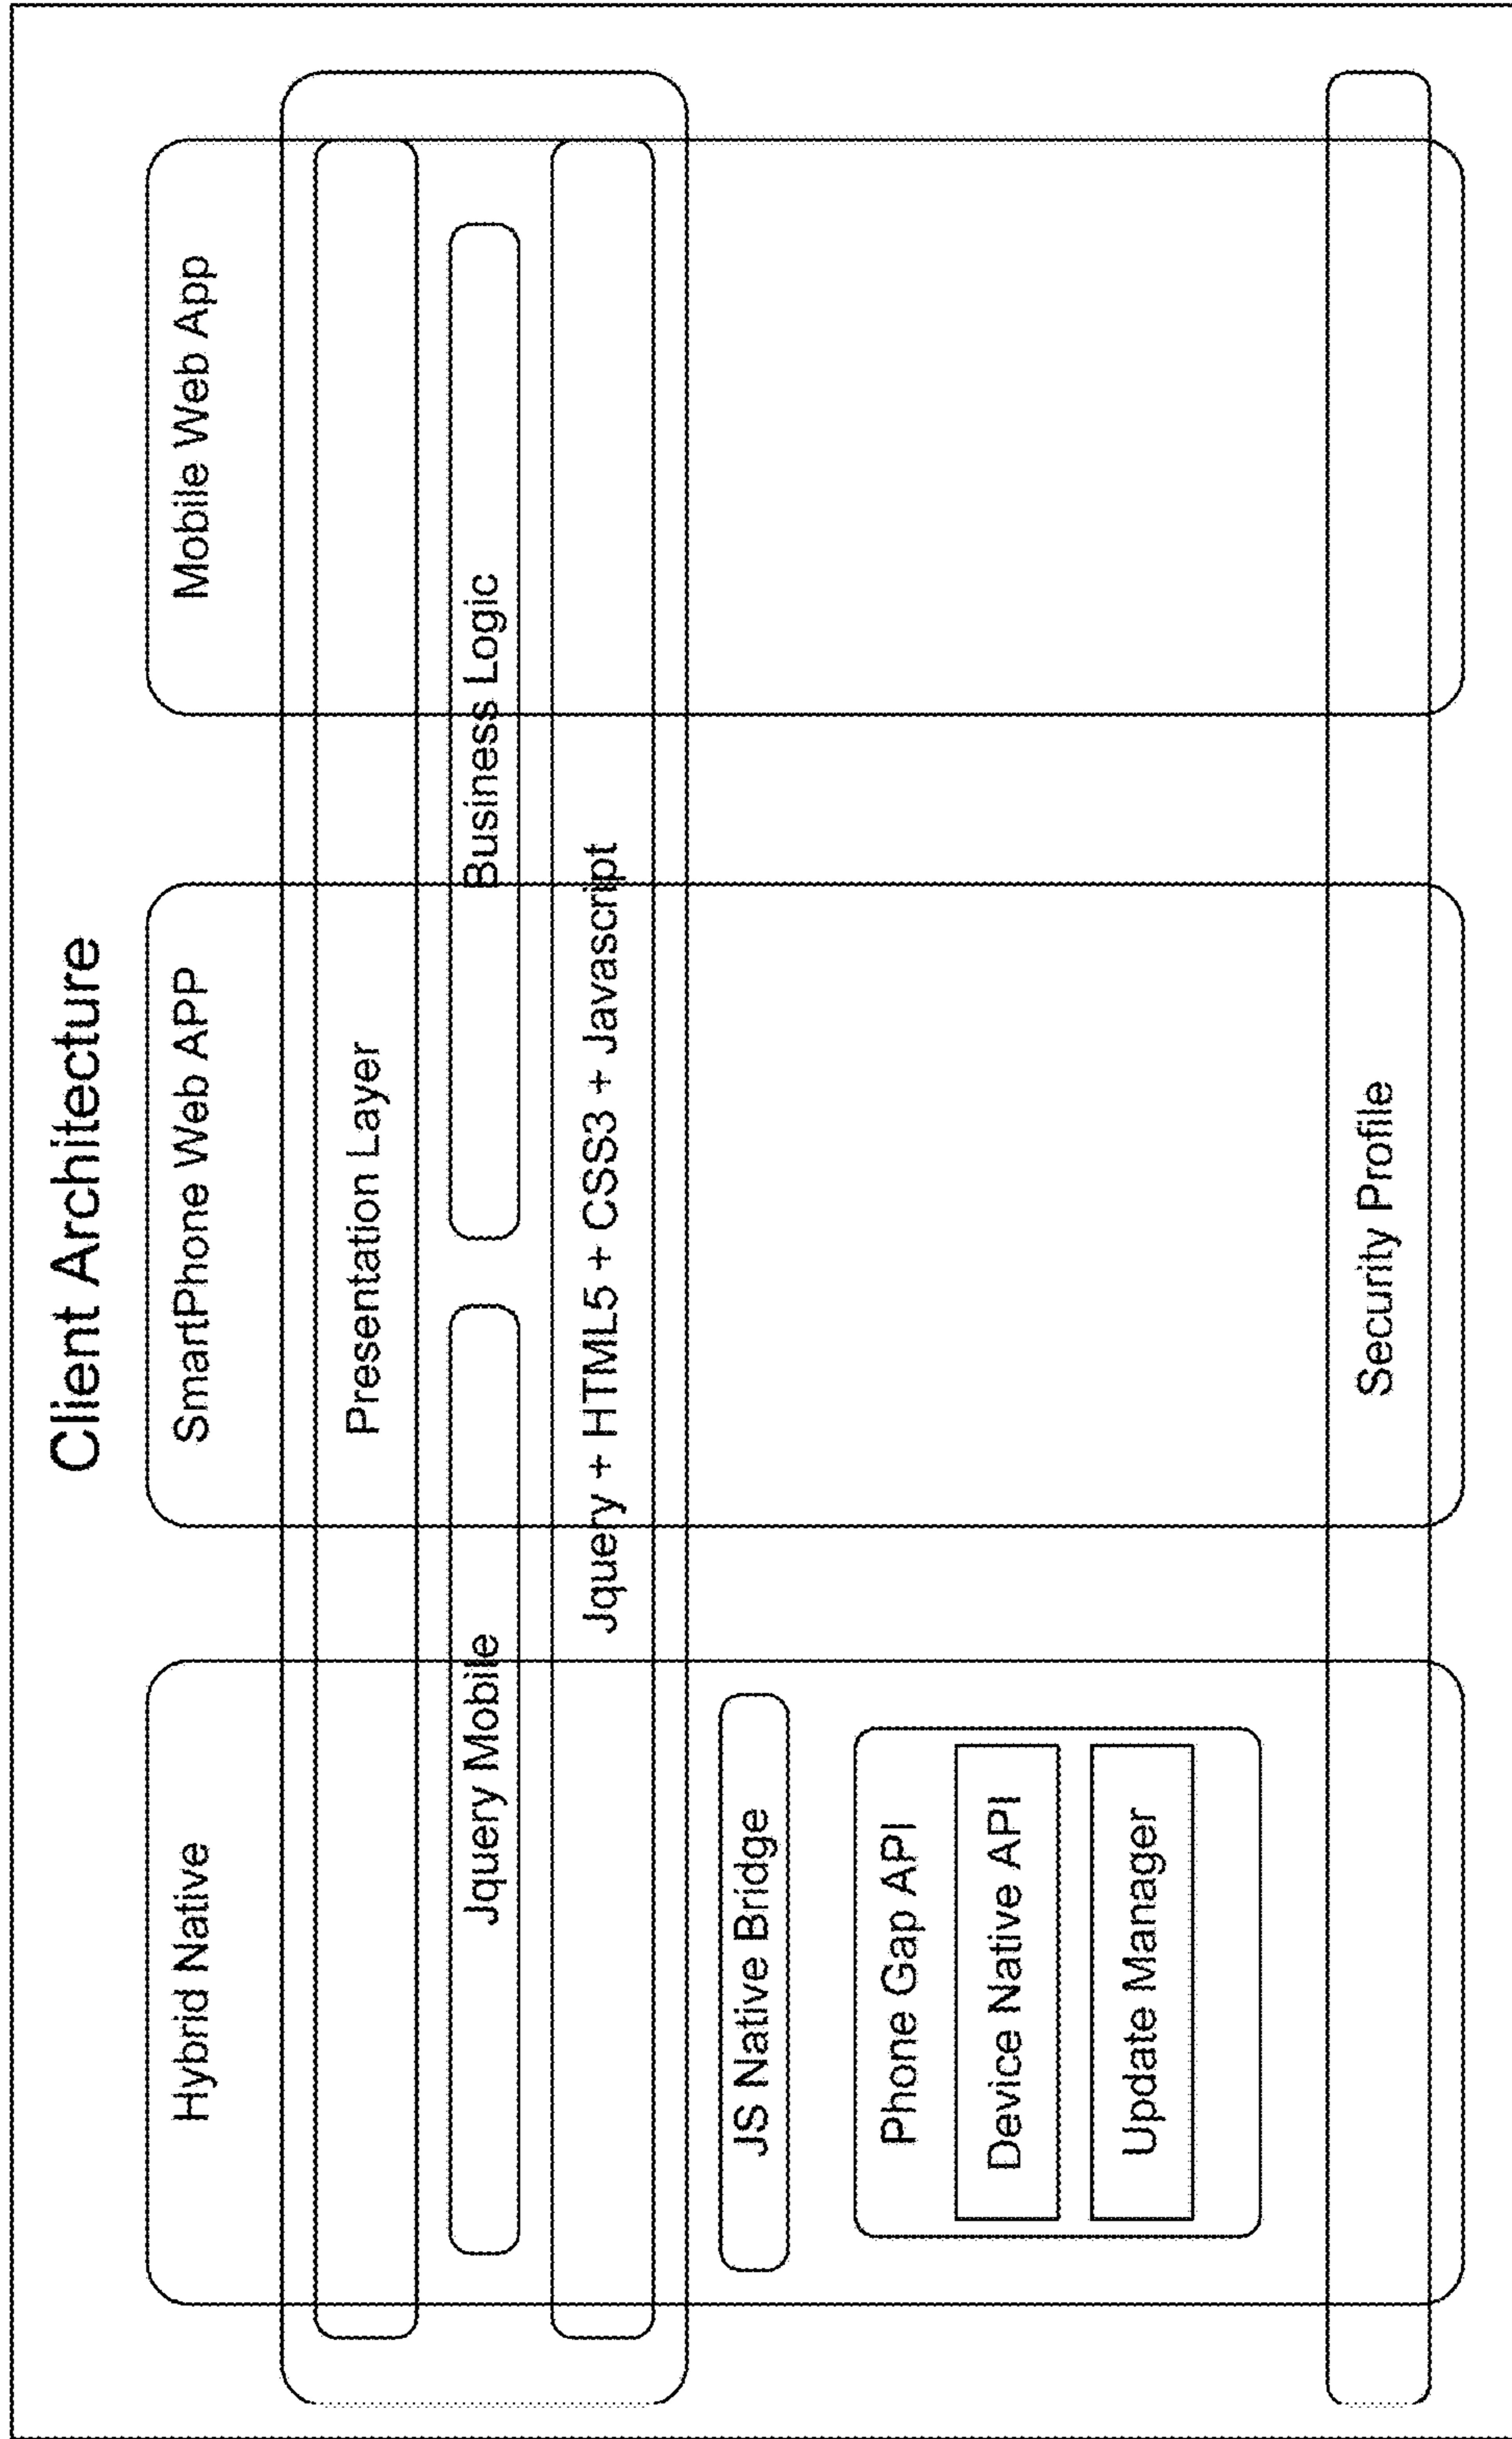 Client Architecture
Hybrid Native
SmartPhone Web APP
Mobile Web App
Presentation Layer
Jquery Mobile
Business Logic
Jquery + HTML5 + CSS3 + Javascript
JS Native Bridge
Phone Gap API
Device Native API
Update Manager
Security Profile